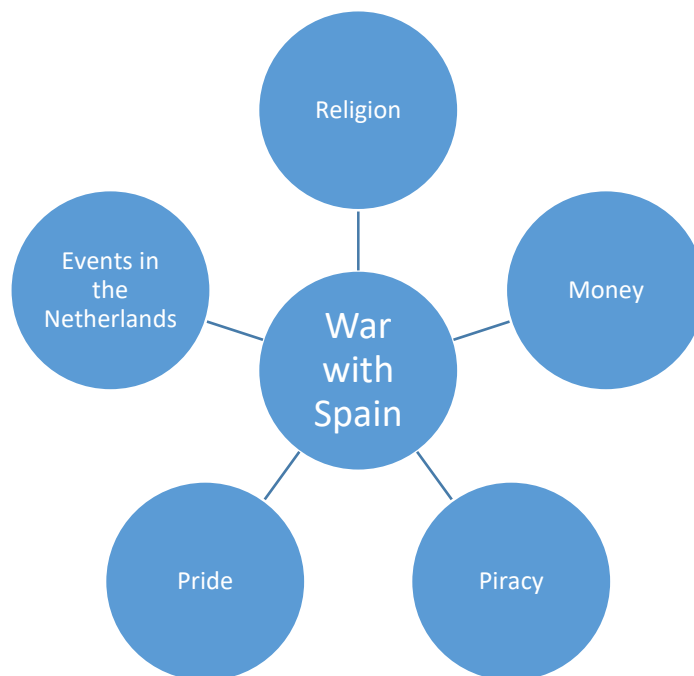 Religion
Events in
the
Netherlands
Money
War
with
Spain
Pride
Piracy